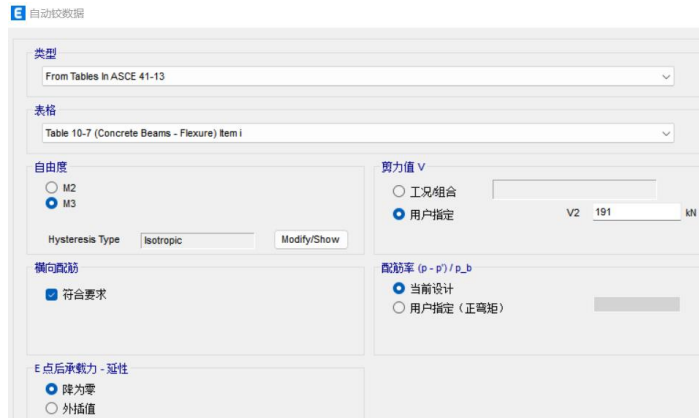 E 自动铰数据
类型
From Tables In ASCE 41-13
表格
Table 10-7 (Concrete Beams - Flexure) Item i
自由度
M2
M3
Hysteresis Type Isotropic Modify/Show
剪力值 V
工况/组合
用户指定 V2 191 kN
横向配筋
符合要求
配筋率 (p - p') / p_b
当前设计
用户指定（正弯矩）
E 点后承载力 - 延性
降为零
外插值